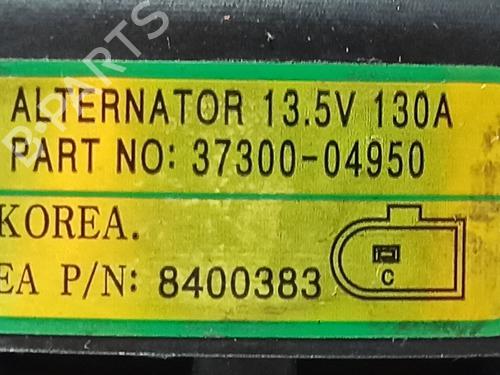 B-PARTS
ALTERNATOR 13.5V 130A
PART NO: 37300-04950
KOREA.
EA P/N: 8400383
C